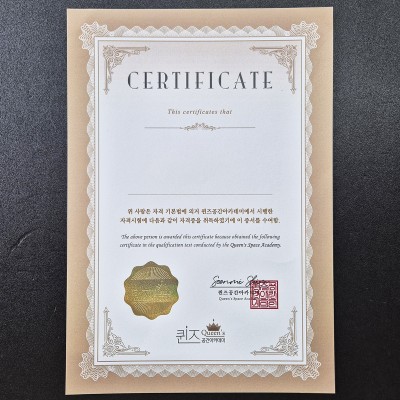 CERTIFICATE
This certificates that
위 사람은 자격 기본법에 의거 퀸즈공간아카데미에서 시행한
자격시험에 다음과 같이 자격증을 취득하였기에 이 증서를 수여함.
The above person is awarded this certificate because obtained the following
certificate in the qualification test conducted by the Queen's Space Academy.
퀸즈공간아카데미
Queen's Space Academy
퀸즈 Queen's
공간아카데미